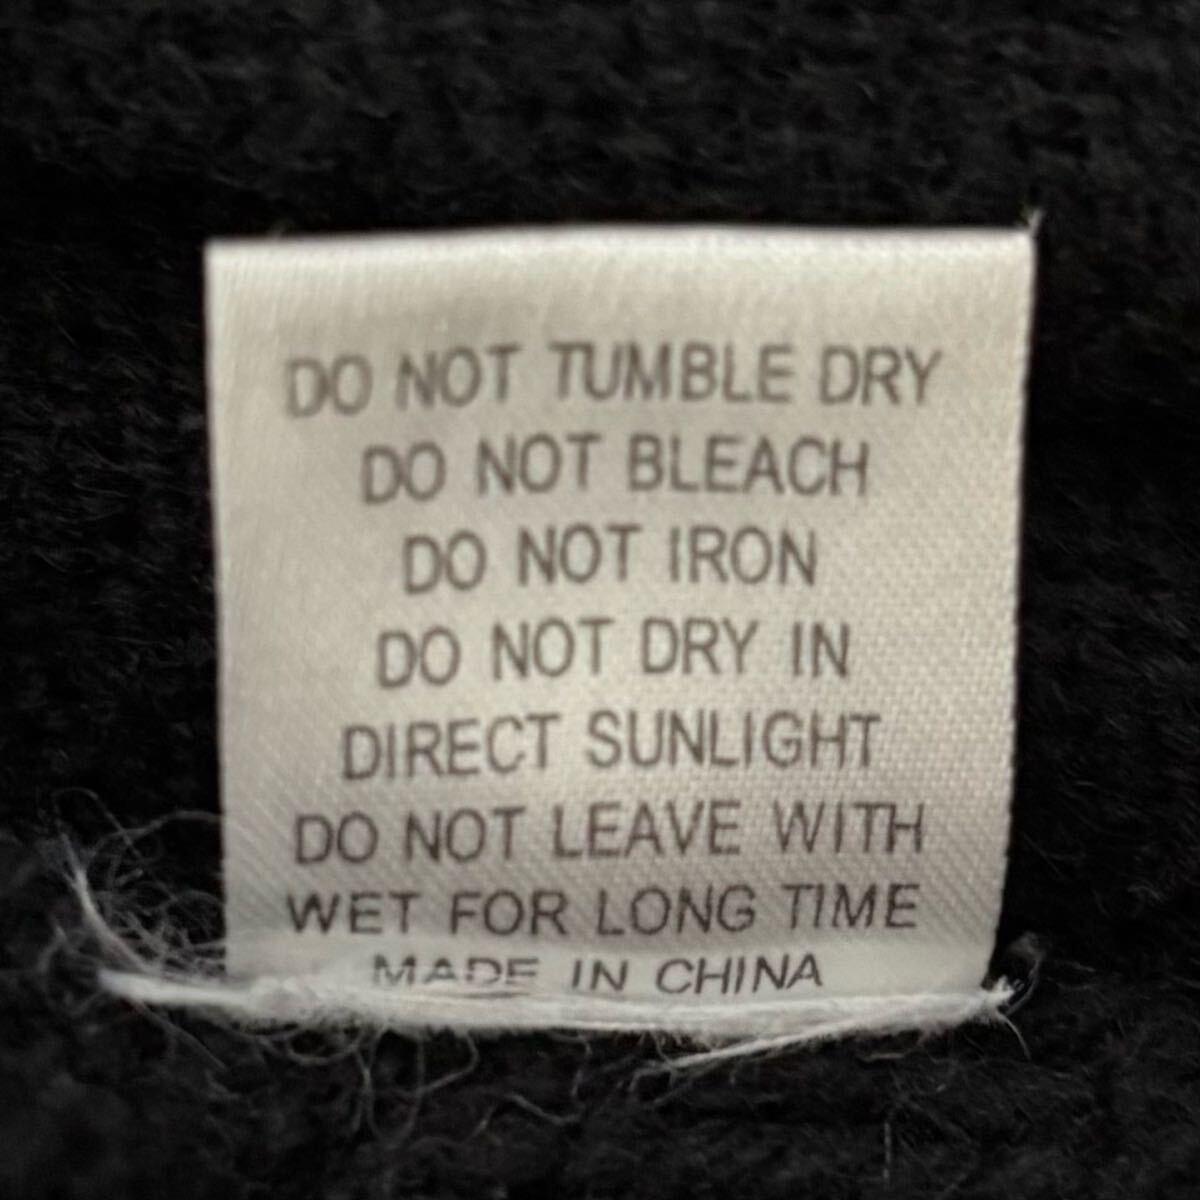 DO NOT TUMBLE DRY
DO NOT BLEACH
DO NOT IRON
DO NOT DRY IN
DIRECT SUNLIGHT
DO NOT LEAVE WITH
WET FOR LONG TIME
MADE IN CHINA